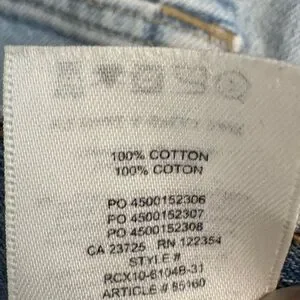 100% COTTON
100% COTON
PO 4500152306
PO 4500152307
PO 4500152308
CA 23725 RN 122354
STYLE #
RCX10-6104B-31
ARTICLE # 85160